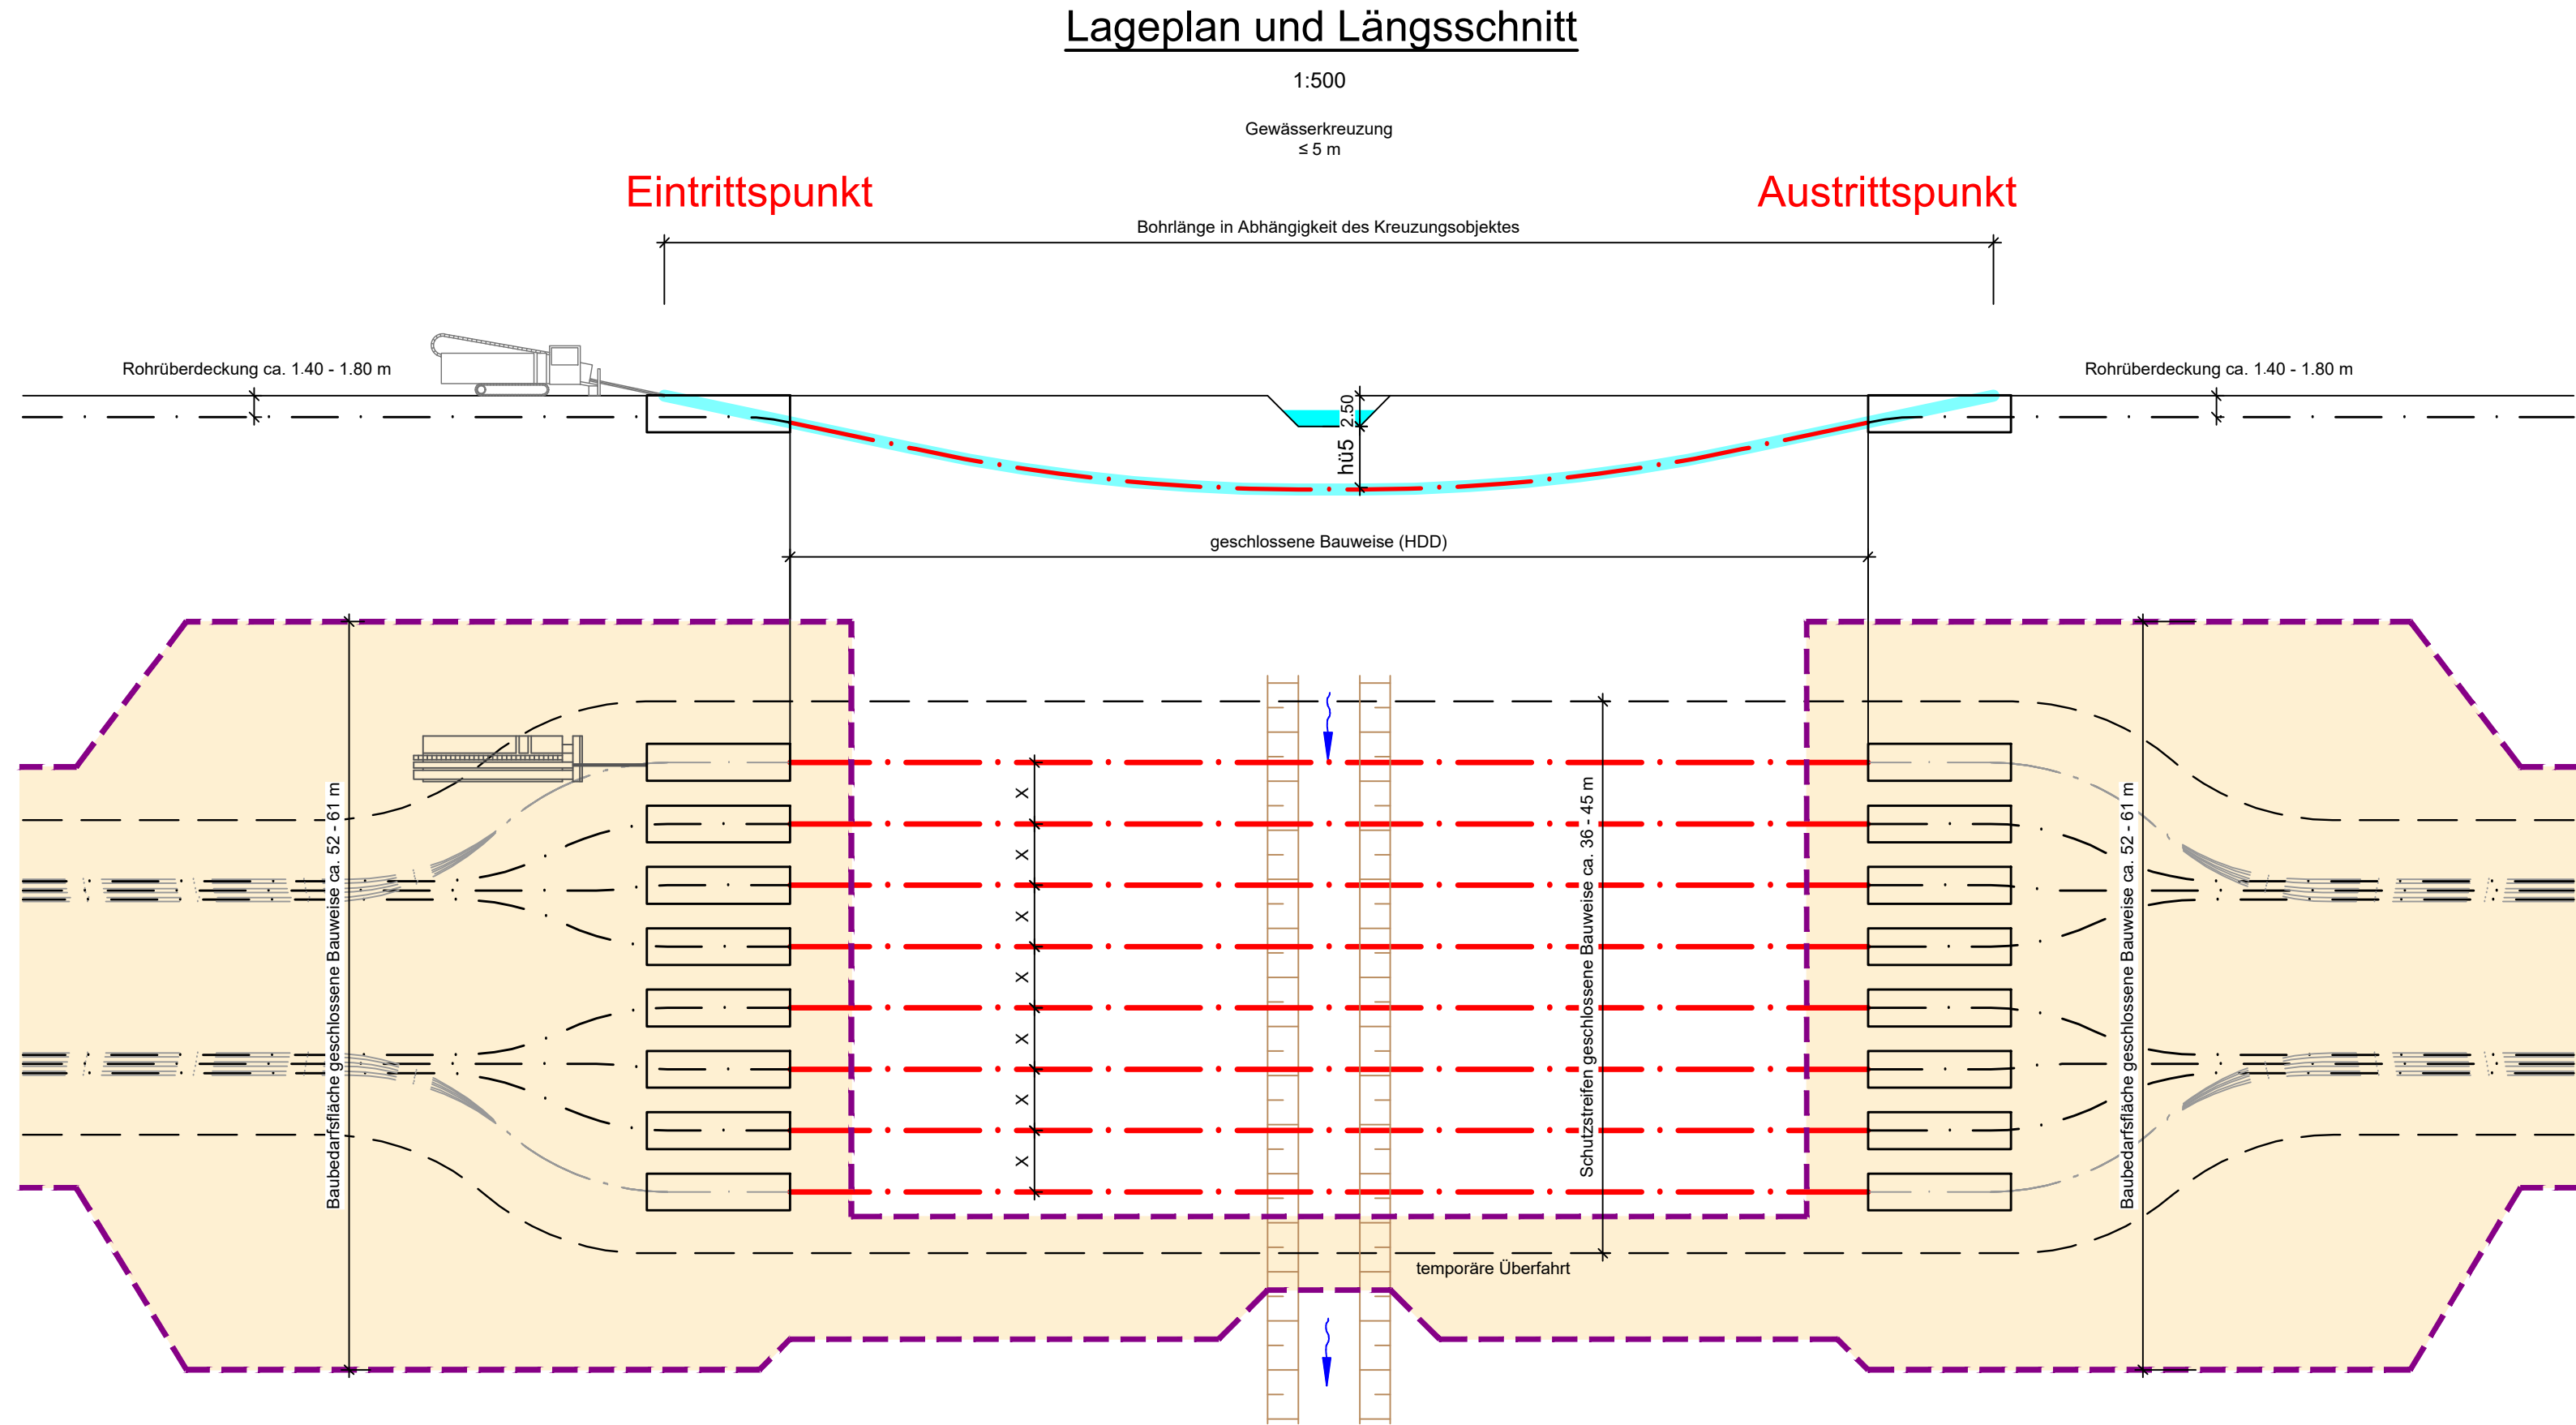 Lageplan und Längsschnitt
1:500
Gewässerkreuzung
≤ 5 m
Eintrittspunkt
Austrittspunkt
Bohrlänge in Abhängigkeit des Kreuzungsobjektes
Rohrüberdeckung ca. 1.40 - 1.80 m
Rohrüberdeckung ca. 1.40 - 1.80 m
2.50
hü5
geschlossene Bauweise (HDD)
Baubedarfsfläche geschlossene Bauweise ca. 52 - 61 m
X
X
X
X
X
X
X
Schutzstreifen geschlossene Bauweise ca. 36 - 45 m
Baubedarfsfläche geschlossene Bauweise ca. 52 - 61 m
temporäre Überfahrt